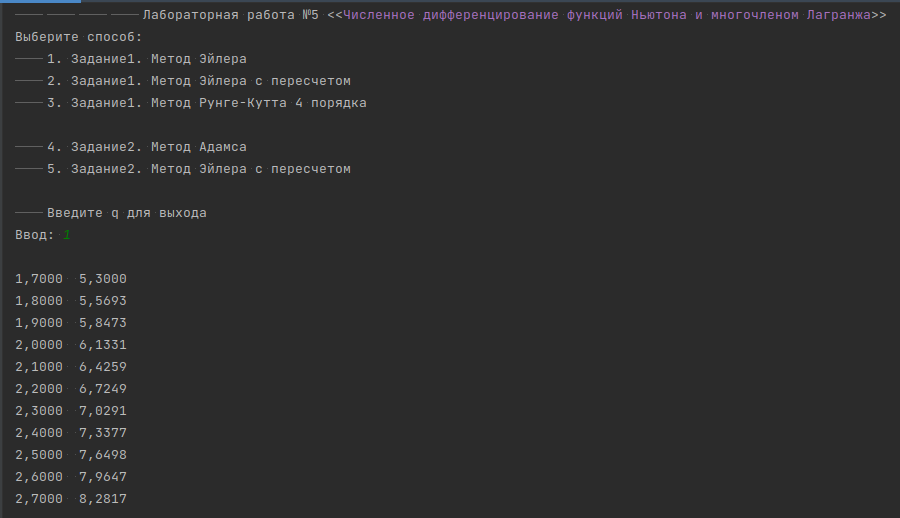 Лабораторная работа №5 <<Численное дифференцирование функций Ньютона и многочленом Лагранжа>>
Выберите способ:
1. Задание1. Метод Эйлера
2. Задание1. Метод Эйлера с пересчетом
3. Задание1. Метод Рунге-Кутта 4 порядка
4. Задание2. Метод Адамса
5. Задание2. Метод Эйлера с пересчетом
Введите q для выхода
Ввод: 1
1,7000 5,3000
1,8000 5,5693
1,9000 5,8473
2,0000 6,1331
2,1000 6,4259
2,2000 6,7249
2,3000 7,0291
2,4000 7,3377
2,5000 7,6498
2,6000 7,9647
2,7000 8,2817